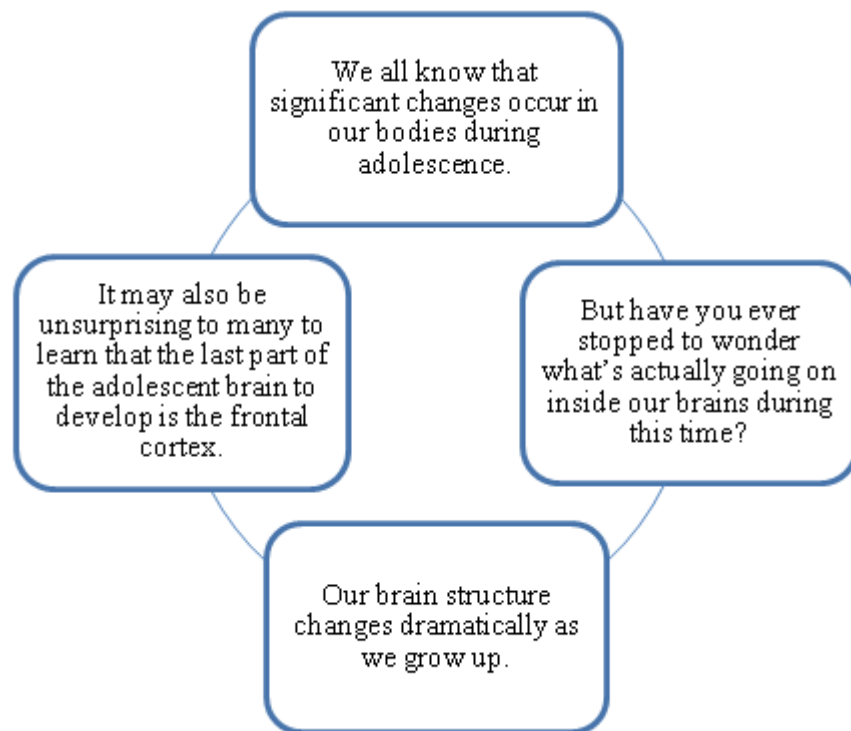 We all know that
significant changes occur in
our bodies during
adolescence.
But have you ever
stopped to wonder
what's actually going on
inside our brains during
this time?
Our brain structure
changes dramatically as
we grow up.
It may also be
unsurprising to many to
learn that the last part of
the adolescent brain to
develop is the frontal
cortex.